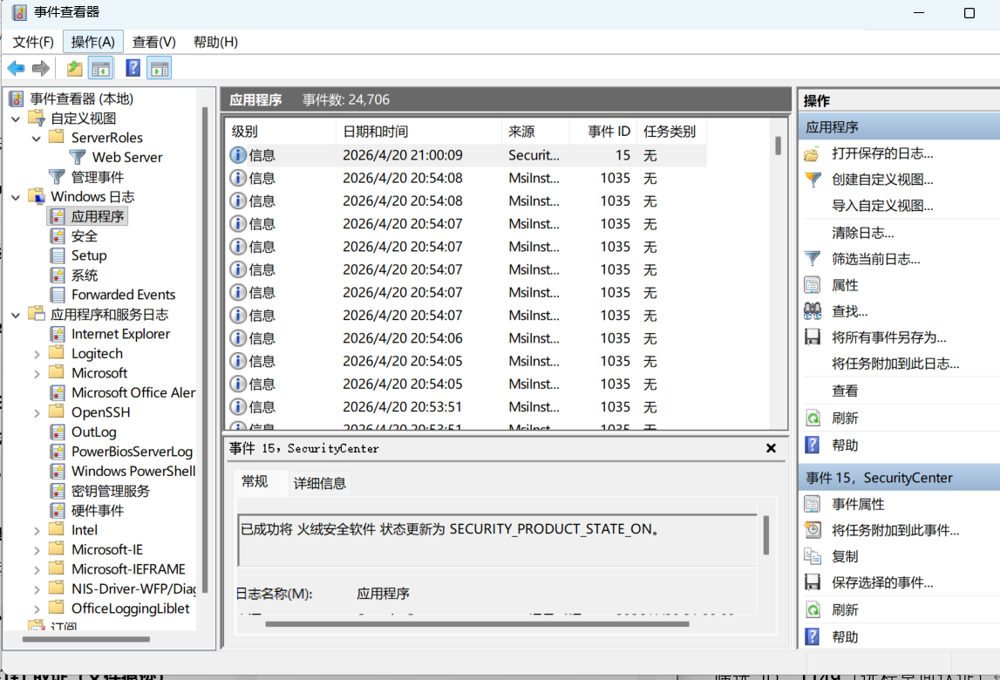 事件查看器
文件(F) 操作(A) 查看(V) 帮助(H)
事件查看器 (本地)
自定义视图
ServerRoles
Web Server
管理事件
Windows 日志
应用程序
安全
Setup
系统
Forwarded Events
应用程序和服务日志
Internet Explorer
Logitech
Microsoft
Microsoft Office Aler
OpenSSH
OutLog
PowerBiosServerLog
Windows PowerShell
密钥管理服务
硬件事件
Intel
Microsoft-IE
Microsoft-IEFRAME
NIS-Driver-WFP/Diag
OfficeLoggingLiblet
订阅
应用程序 事件数: 24,706
级别 日期和时间 来源 事件 ID 任务类别
信息 2026/4/20 21:00:09 Securit... 15 无
信息 2026/4/20 20:54:08 MsiInst... 1035 无
信息 2026/4/20 20:54:08 MsiInst... 1035 无
信息 2026/4/20 20:54:07 MsiInst... 1035 无
信息 2026/4/20 20:54:07 MsiInst... 1035 无
信息 2026/4/20 20:54:07 MsiInst... 1035 无
信息 2026/4/20 20:54:07 MsiInst... 1035 无
信息 2026/4/20 20:54:07 MsiInst... 1035 无
信息 2026/4/20 20:54:06 MsiInst... 1035 无
信息 2026/4/20 20:54:05 MsiInst... 1035 无
信息 2026/4/20 20:54:05 MsiInst... 1035 无
信息 2026/4/20 20:53:51 MsiInst... 1035 无
信息 2026/4/20 20:53:51 MsiInst... 1035 无
事件 15，SecurityCenter
常规 详细信息
已成功将 火绒安全软件 状态更新为 SECURITY_PRODUCT_STATE_ON。
日志名称(M): 应用程序
操作
应用程序
打开保存的日志...
创建自定义视图...
导入自定义视图...
清除日志...
筛选当前日志...
属性
查找...
将所有事件另存为...
将任务附加到此日志...
查看
刷新
帮助
事件 15，SecurityCenter
事件属性
将任务附加到此事件...
复制
保存选择的事件...
刷新
帮助